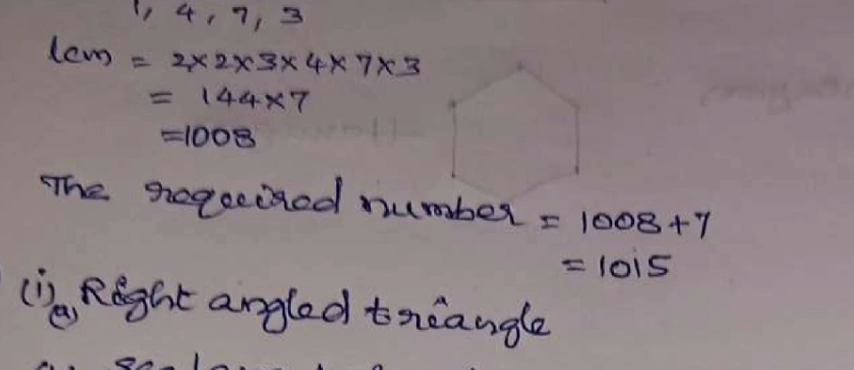 1, 4, 7, 3
lcm = 2×2×3×4×7×3
= 144×7
=1008
The required number = 1008+7
= 1015
(i) (a) Right angled triangle